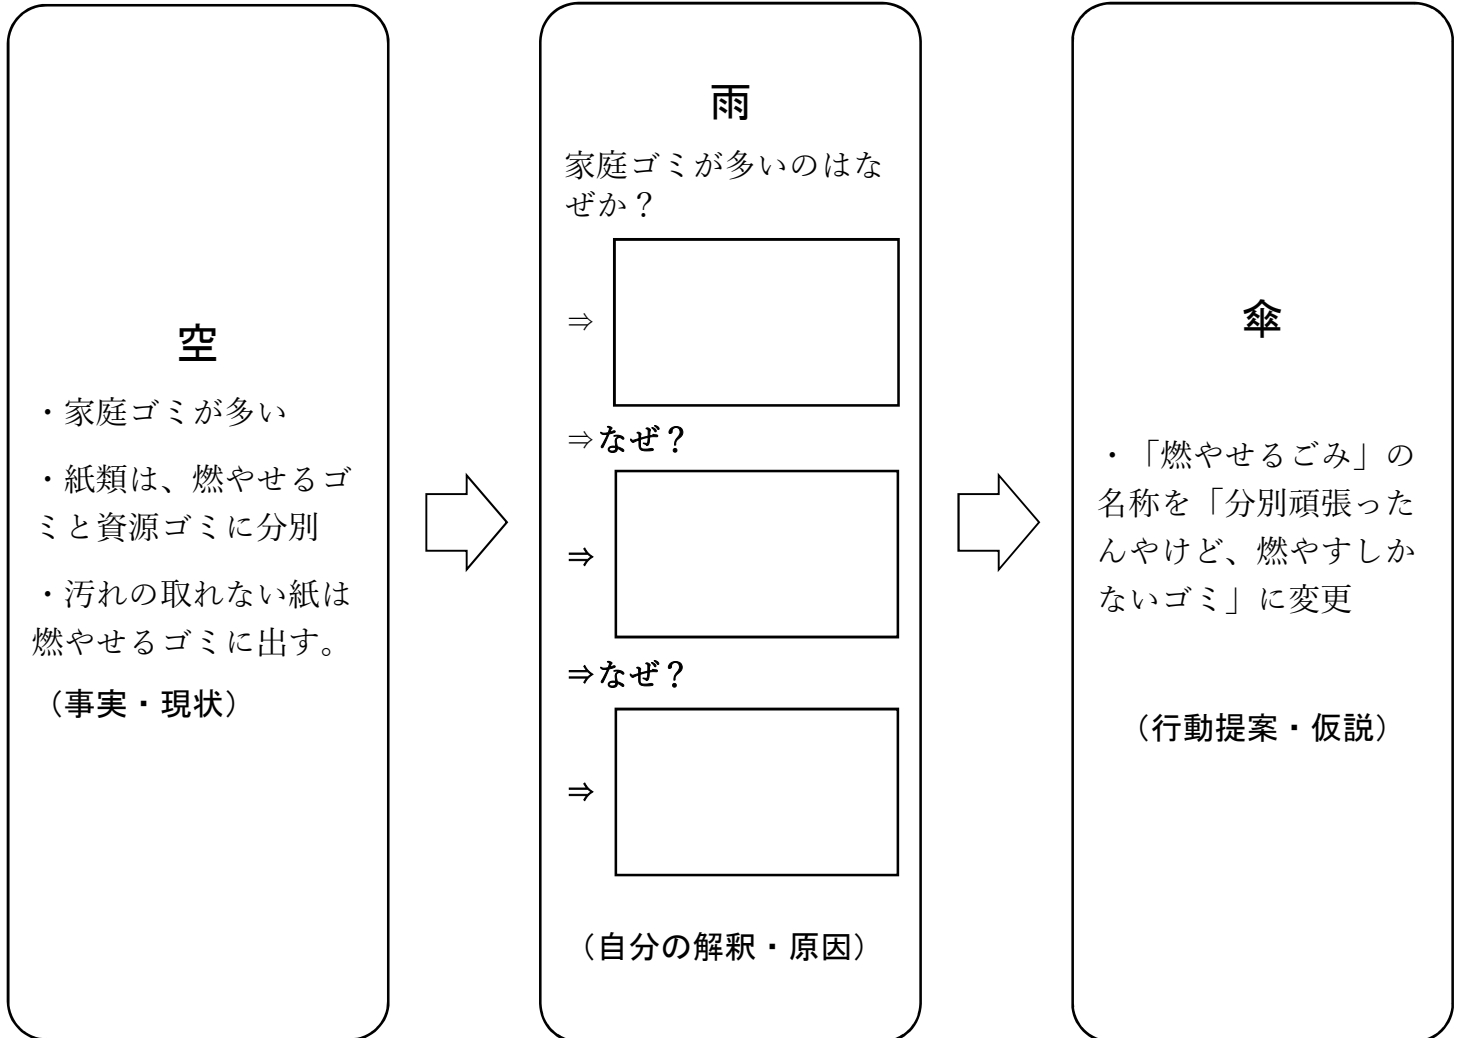 空
・家庭ゴミが多い
・紙類は、燃やせるゴ
ミと資源ゴミに分別
・汚れの取れない紙は
燃やせるゴミに出す。
（事実・現状）
雨
家庭ゴミが多いのはな
ぜか？
⇒
⇒なぜ？
⇒
⇒なぜ？
⇒
（自分の解釈・原因）
傘
・「燃やせるごみ」の
名称を「分別頑張った
んやけど、燃やすしか
ないゴミ」に変更
（行動提案・仮説）